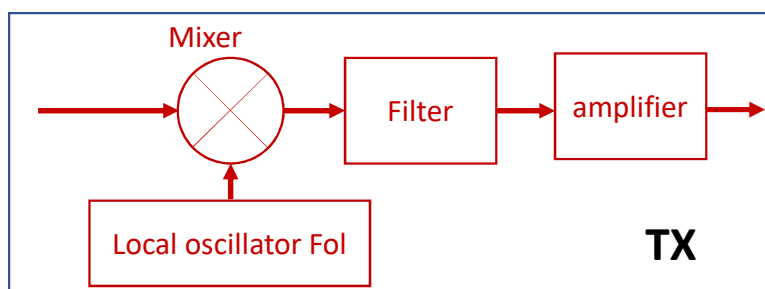 Mixer
Filter
amplifier
Local oscillator Fol
TX